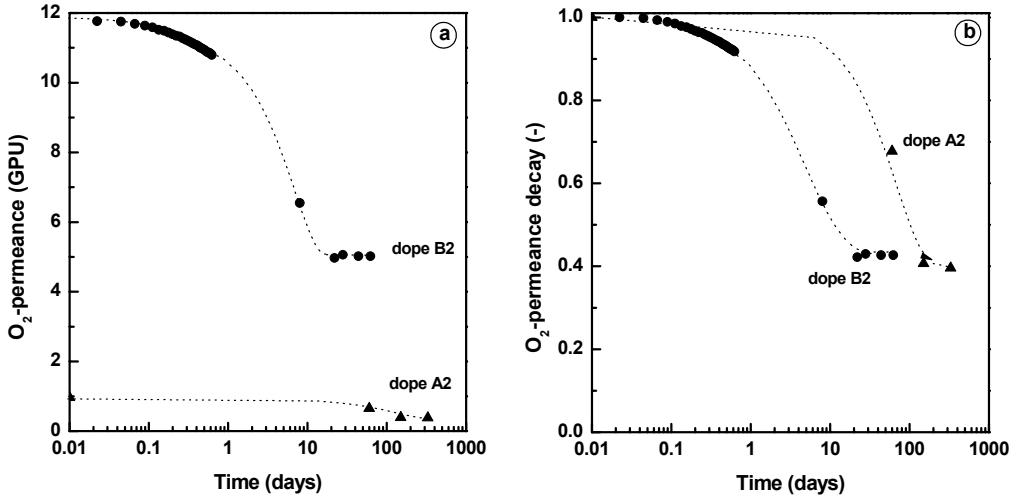 a
O2-permeance (GPU)
14
12
10
8
6
4
2
0
dope B2
dope A2
0.01 0.1 1 10 100 1000
Time (days)
b
O2-permeance decay (-)
1.0
0.8
0.6
0.4
0.2
0.0
dope A2
dope B2
0.01 0.1 1 10 100 1000
Time (days)